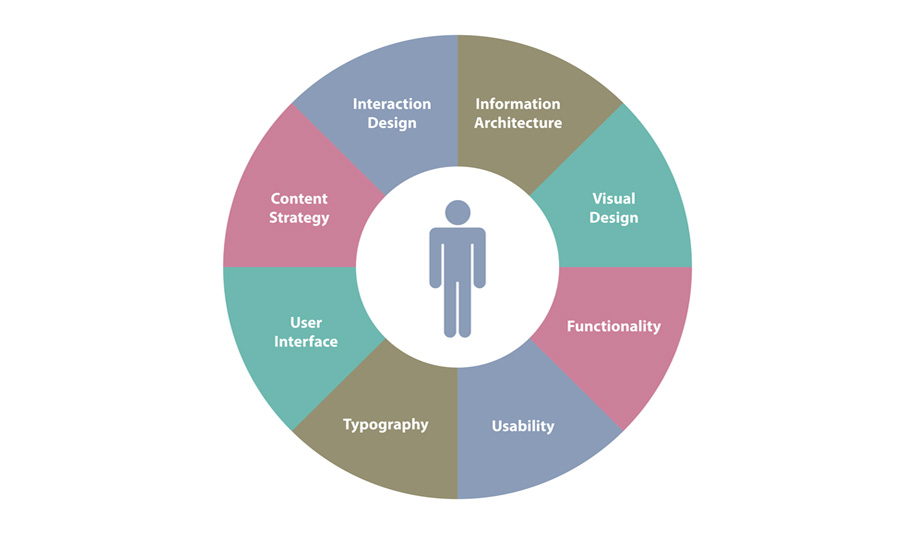 Interaction
Design
Information
Architecture
Visual
Design
Functionality
Usability
Typography
User
Interface
Content
Strategy